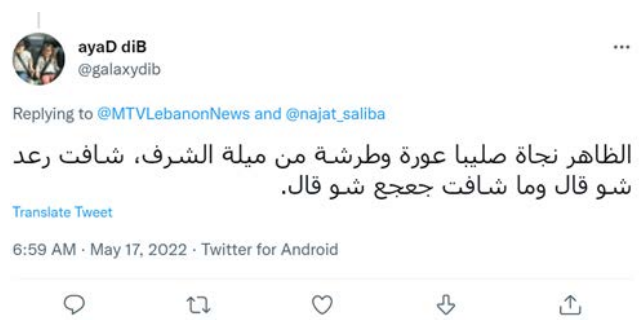 ayaD diB
@galaxydib
Replying to @MTVLebanonNews and @najat_saliba
الظاهر نجاة صليبا عورة وطرشة من ميلة الشرف، شافت رعد
شو قال وما شافت جعجع شو قال.
Translate Tweet
6:59 AM · May 17, 2022 · Twitter for Android